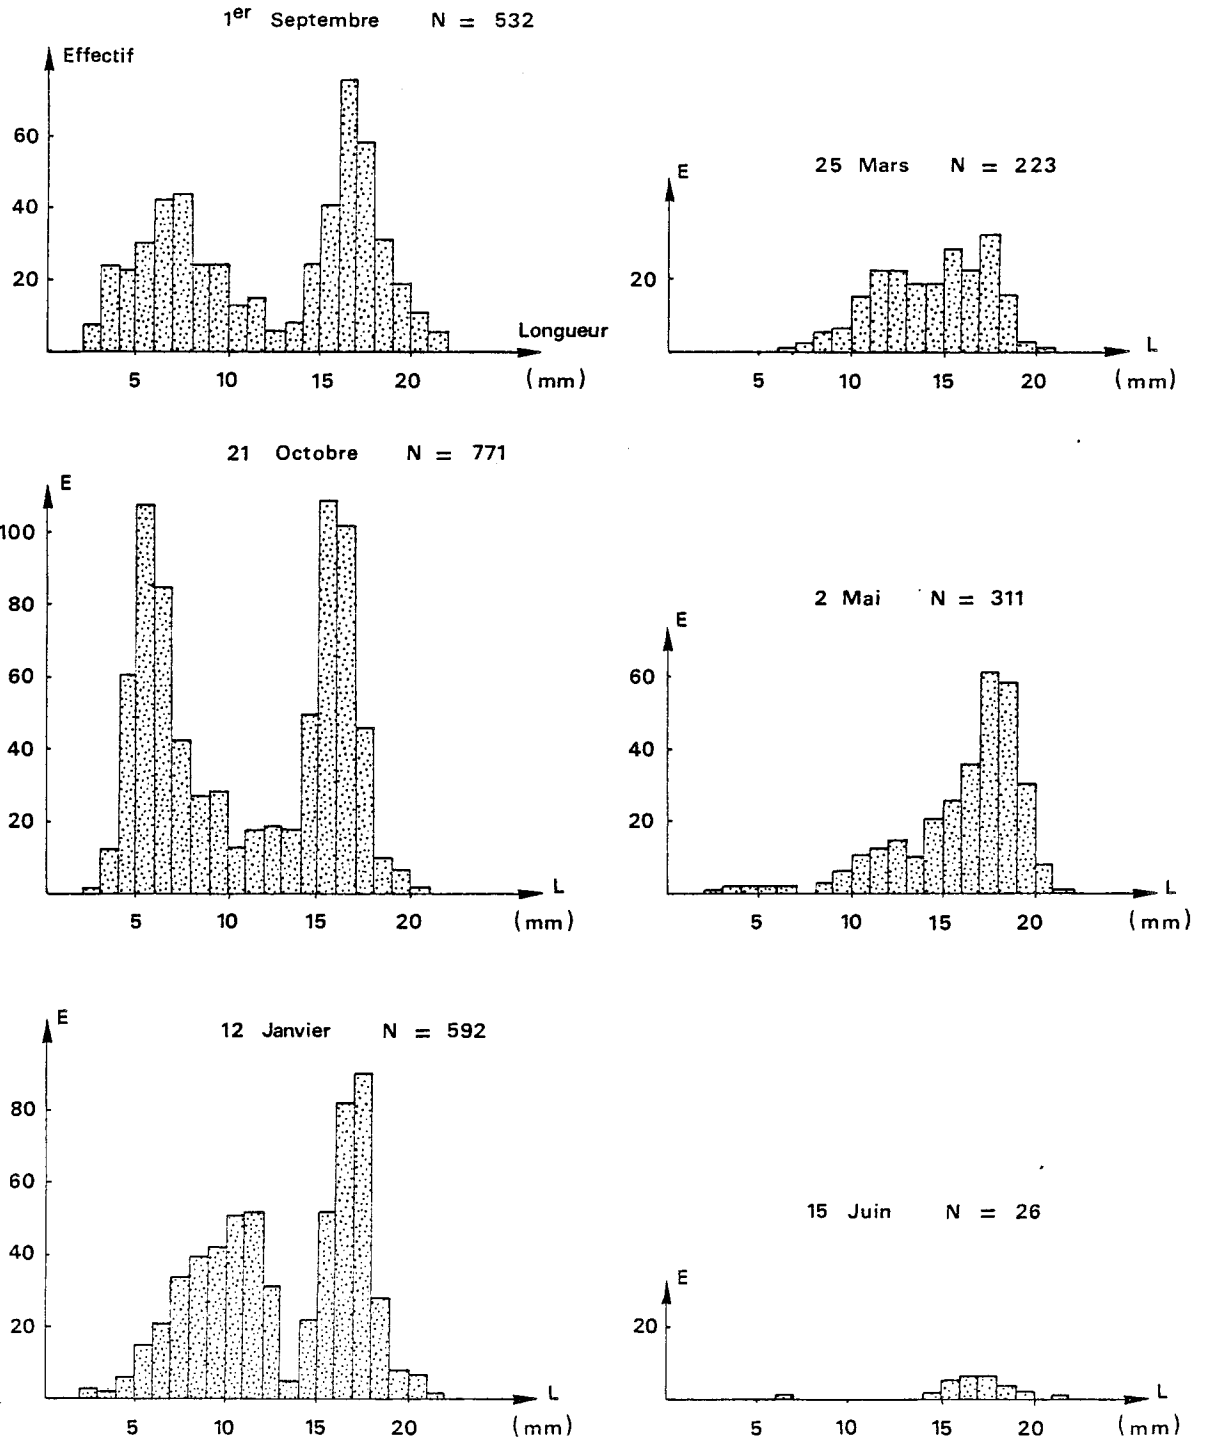 1er Septembre N = 532
Effectif
60
40
20
Longueur
5 10 15 20 (mm)
25 Mars N = 223
E
20
L
5 10 15 20 (mm)
21 Octobre N = 771
E
100
80
60
40
20
L
5 10 15 20 (mm)
2 Mai N = 311
E
60
40
20
L
5 10 15 20 (mm)
12 Janvier N = 592
E
80
60
40
20
L
5 10 15 20 (mm)
15 Juin N = 26
E
20
L
5 10 15 20 (mm)